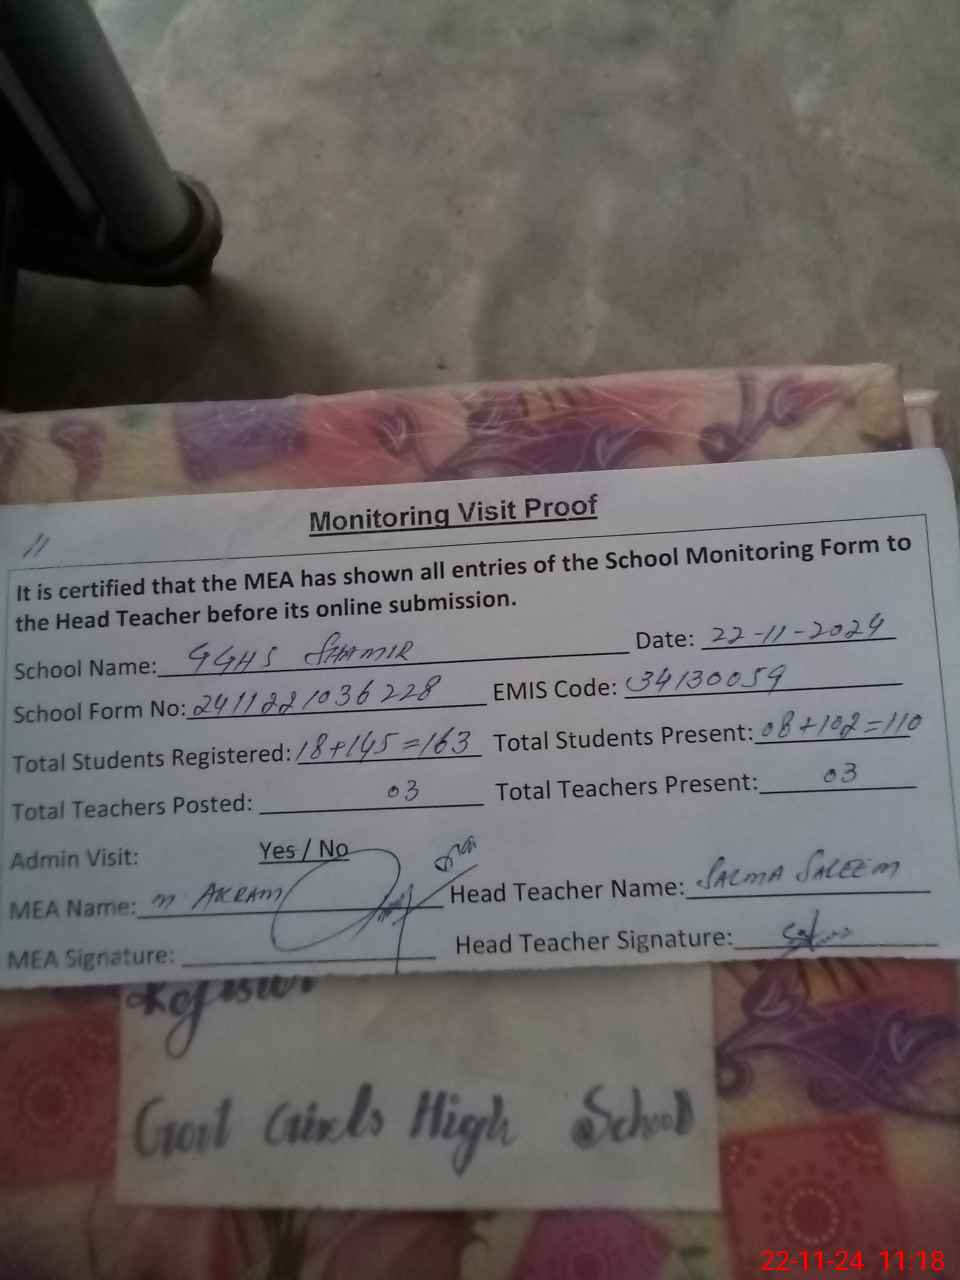 Monitoring Visit Proof
11
It is certified that the MEA has shown all entries of the School Monitoring Form to
the Head Teacher before its online submission.
School Name: GGHS SHAMIR Date: 22-11-2024
School Form No: 2411221036228 EMIS Code: 34130059
Total Students Registered: 18+145=163 Total Students Present: 08+102=110
Total Teachers Posted: 03 Total Teachers Present: 03
Admin Visit: Yes / No
MEA Name: M AKRAM Head Teacher Name: SALMA SALEEM
MEA Signature: Head Teacher Signature:
Govt Girls High School
22-11-24 11:18